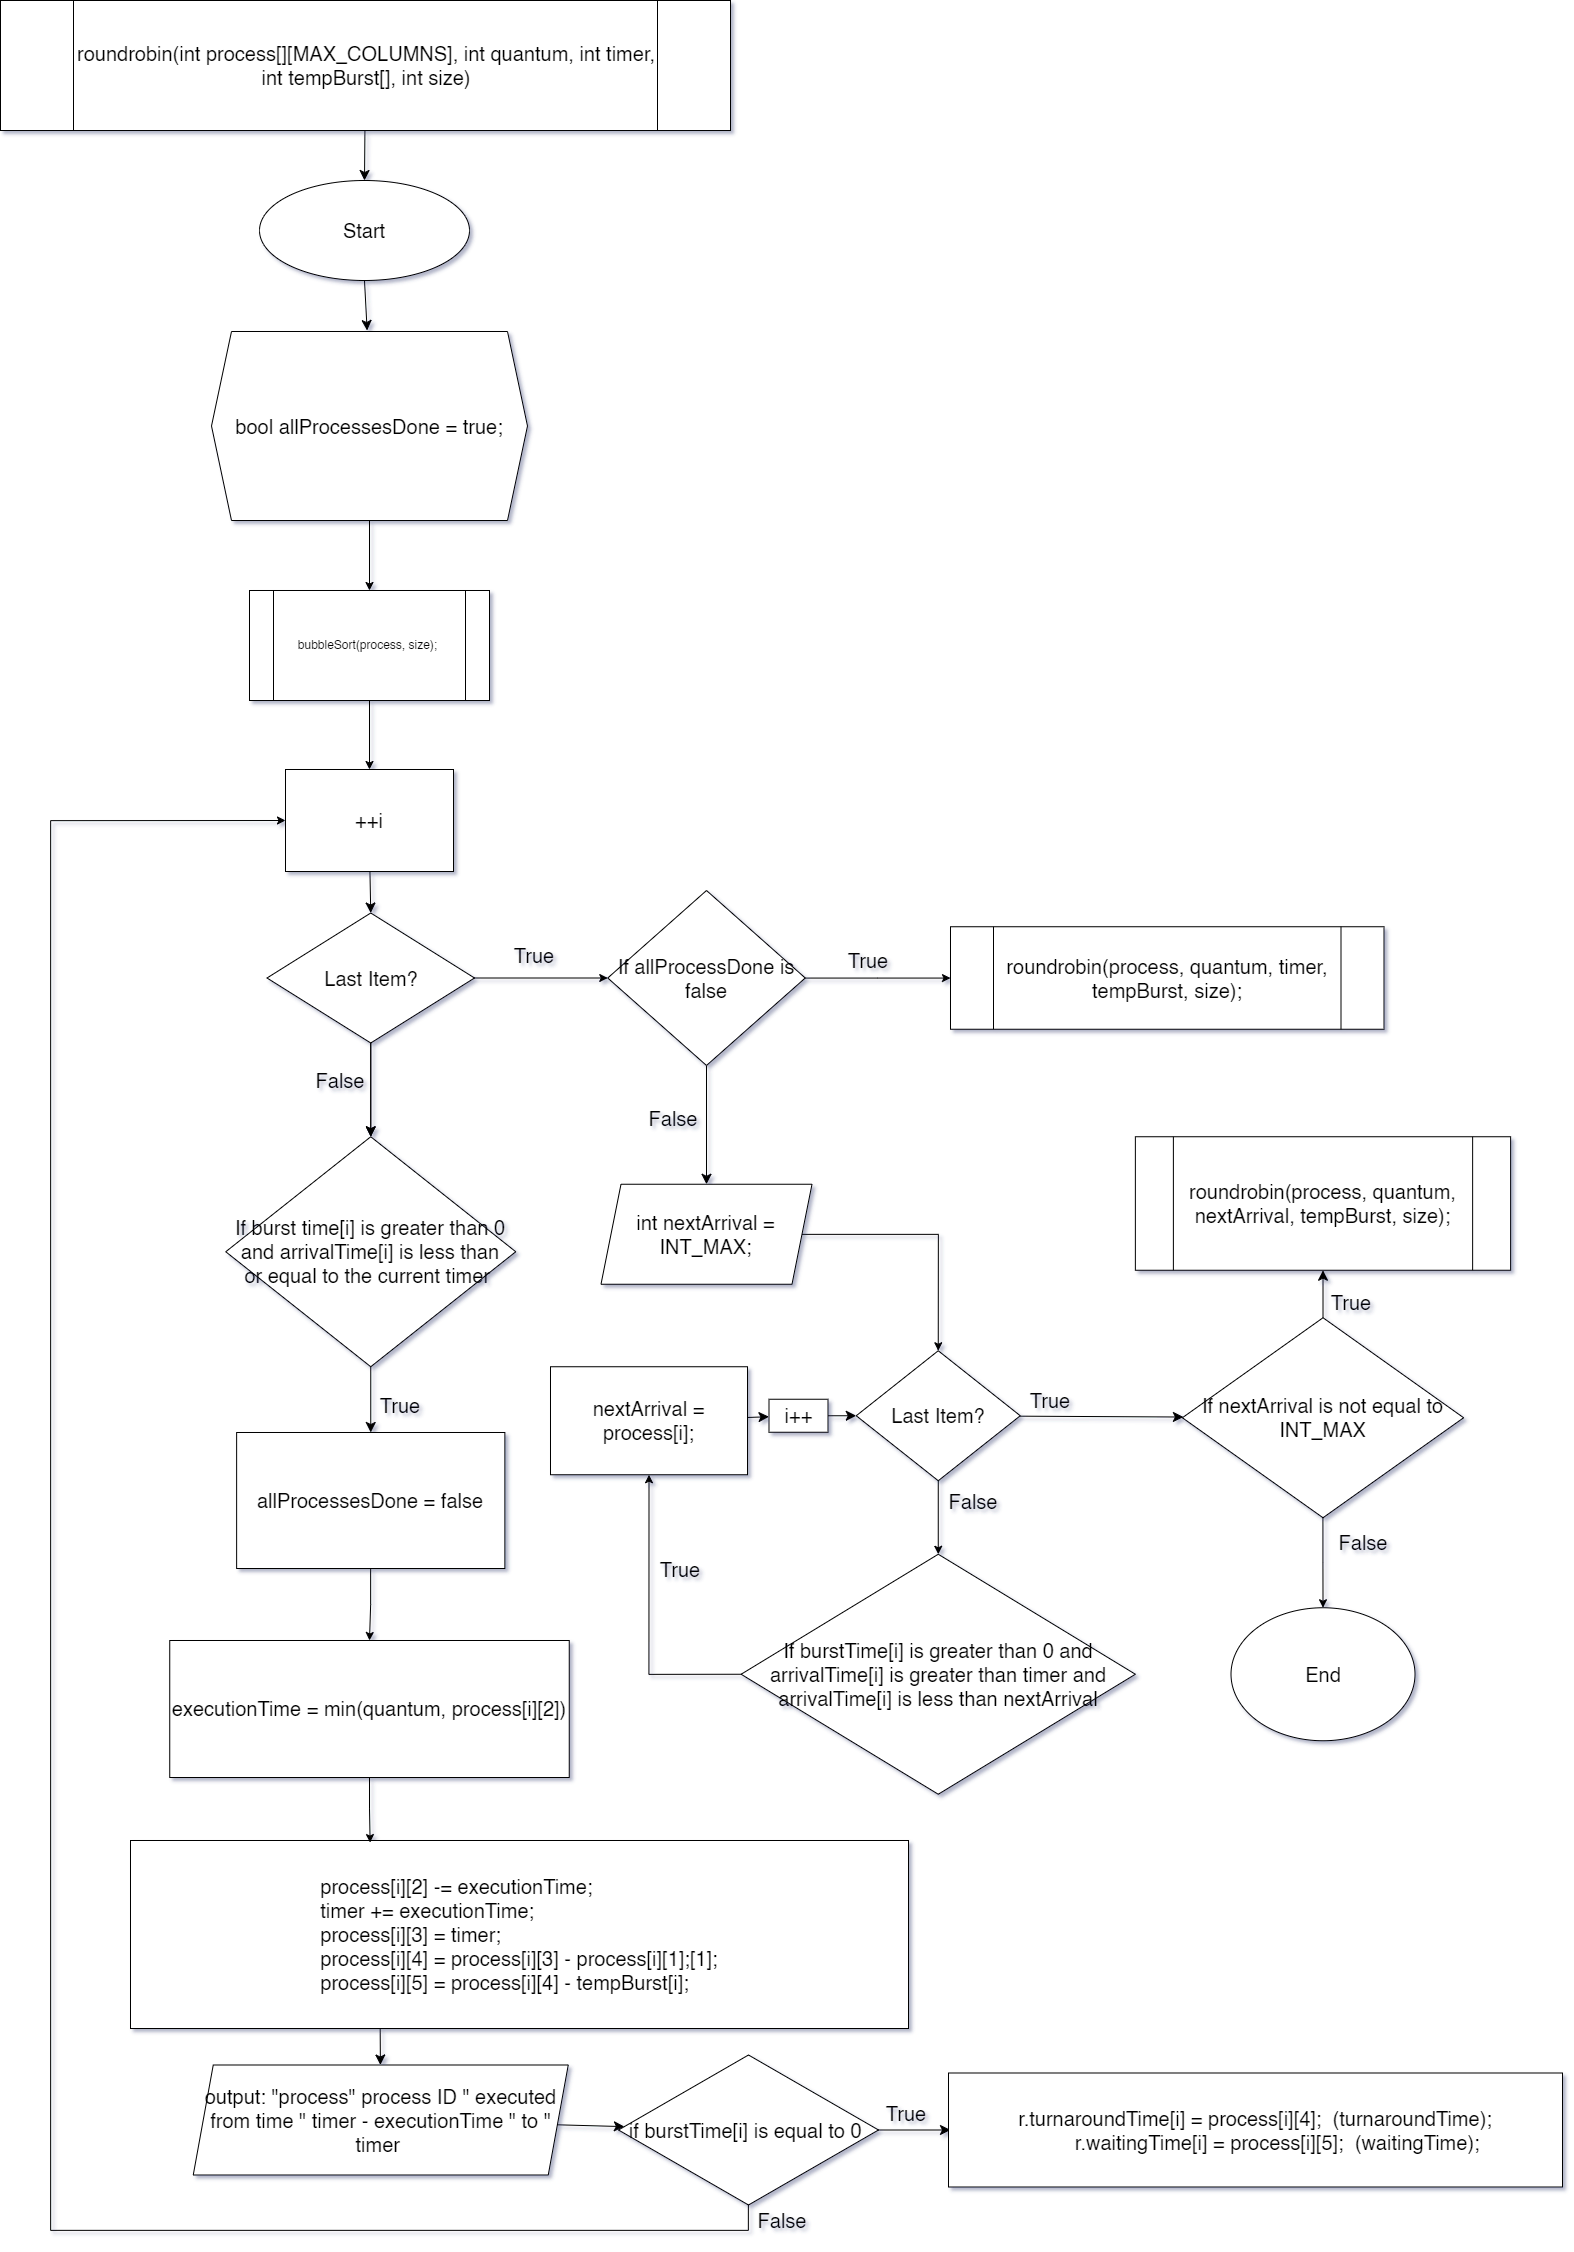 roundrobin(int process[][MAX_COLUMNS], int quantum, int timer,
int tempBurst[], int size)
Start
bool allProcessesDone = true;
bubbleSort(process, size);
++i
Last Item?
True
If allProcessDone is
false
True
roundrobin(process, quantum, timer,
tempBurst, size);
False
False
If burst time[i] is greater than 0
and arrivalTime[i] is less than
or equal to the current timer
int nextArrival =
INT_MAX;
roundrobin(process, quantum,
nextArrival, tempBurst, size);
True
True
nextArrival =
process[i];
i++
Last Item?
True
If nextArrival is not equal to
INT_MAX
allProcessesDone = false
False
False
True
If burstTime[i] is greater than 0 and
arrivalTime[i] is greater than timer and
arrivalTime[i] is less than nextArrival
End
executionTime = min(quantum, process[i][2])
process[i][2] -= executionTime;
timer += executionTime;
process[i][3] = timer;
process[i][4] = process[i][3] - process[i][1];[1];
process[i][5] = process[i][4] - tempBurst[i];
output: "process" process ID " executed
from time " timer - executionTime " to "
timer
if burstTime[i] is equal to 0
True
r.turnaroundTime[i] = process[i][4];  (turnaroundTime);
r.waitingTime[i] = process[i][5];  (waitingTime);
False